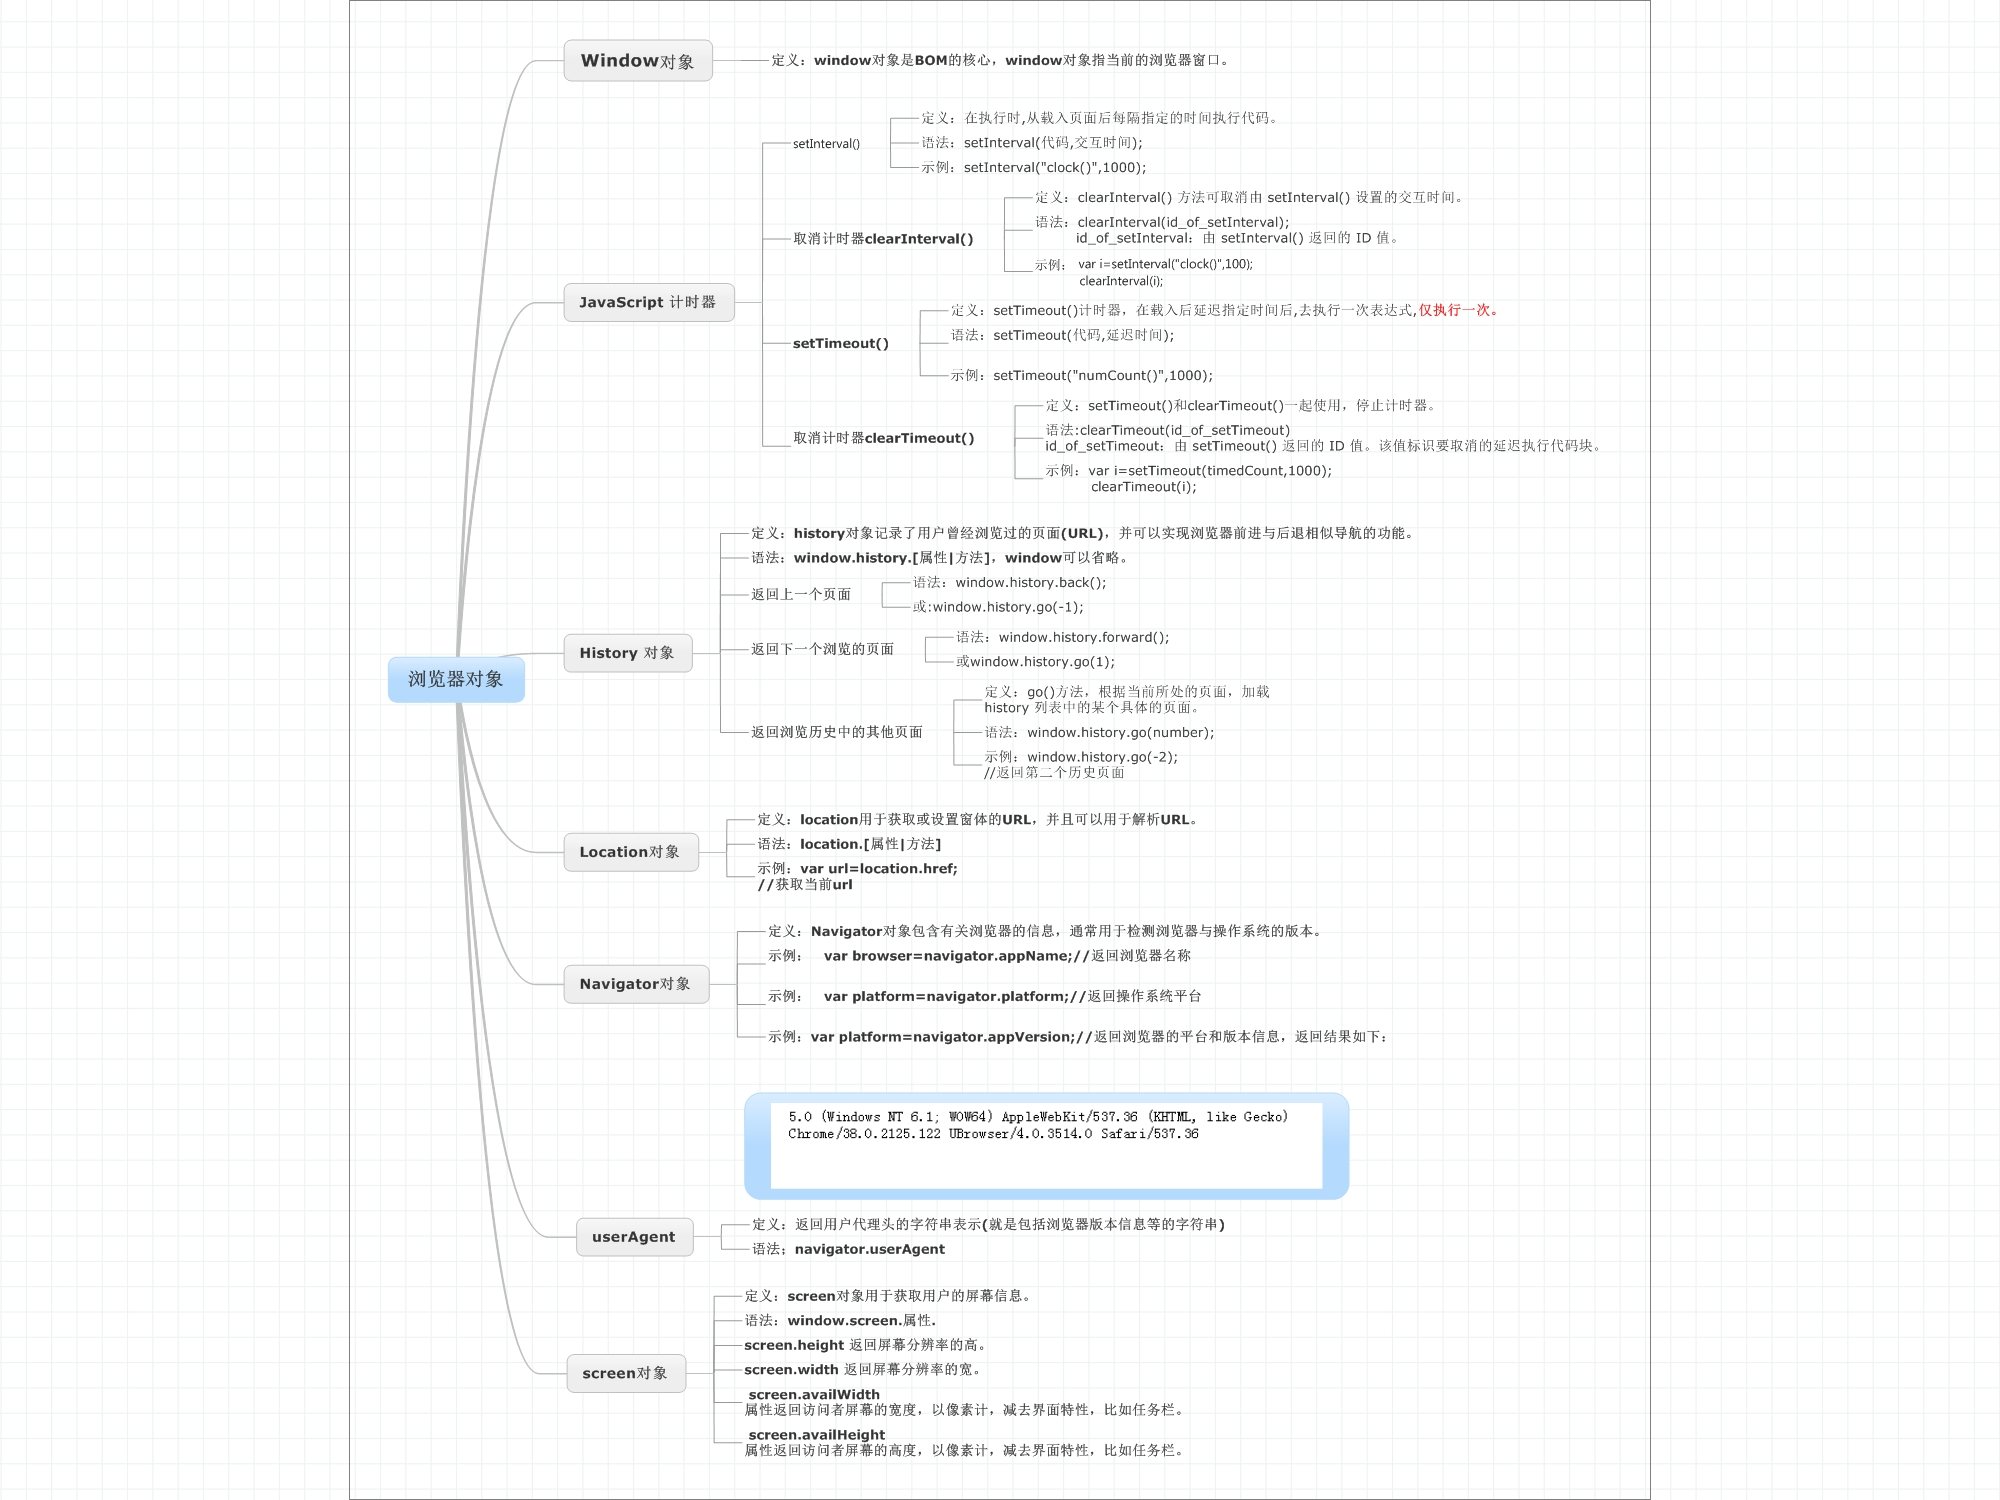 Window对象
定义：window对象是BOM的核心，window对象指当前的浏览器窗口。
JavaScript 计时器
setInterval()
定义：在执行时,从载入页面后每隔指定的时间执行代码。
语法：setInterval(代码,交互时间);
示例：setInterval("clock()",1000);
取消计时器clearInterval()
定义：clearInterval() 方法可取消由 setInterval() 设置的交互时间。
语法：clearInterval(id_of_setInterval);
id_of_setInterval：由 setInterval() 返回的 ID 值。
示例： var i=setInterval("clock()",100);
clearInterval(i);
setTimeout()
定义：setTimeout()计时器，在载入后延迟指定时间后,去执行一次表达式,仅执行一次。
语法：setTimeout(代码,延迟时间);
示例：setTimeout("numCount()",1000);
取消计时器clearTimeout()
定义：setTimeout()和clearTimeout()一起使用，停止计时器。
语法:clearTimeout(id_of_setTimeout)
id_of_setTimeout：由 setTimeout() 返回的 ID 值。该值标识要取消的延迟执行代码块。
示例：var i=setTimeout(timedCount,1000);
clearTimeout(i);
浏览器对象
History 对象
定义：history对象记录了用户曾经浏览过的页面(URL)，并可以实现浏览器前进与后退相似导航的功能。
语法：window.history.[属性|方法]，window可以省略。
返回上一个页面
语法：window.history.back();
或:window.history.go(-1);
返回下一个浏览的页面
语法：window.history.forward();
或window.history.go(1);
返回浏览历史中的其他页面
定义：go()方法，根据当前所处的页面，加载
history 列表中的某个具体的页面。
语法：window.history.go(number);
示例：window.history.go(-2);
//返回第二个历史页面
Location对象
定义：location用于获取或设置窗体的URL，并且可以用于解析URL。
语法：location.[属性|方法]
示例：var url=location.href;
//获取当前url
Navigator对象
定义：Navigator对象包含有关浏览器的信息，通常用于检测浏览器与操作系统的版本。
示例： var browser=navigator.appName;//返回浏览器名称
示例： var platform=navigator.platform;//返回操作系统平台
示例：var platform=navigator.appVersion;//返回浏览器的平台和版本信息，返回结果如下：
5.0 (Windows NT 6.1; WOW64) AppleWebKit/537.36 (KHTML, like Gecko)
Chrome/38.0.2125.122 UBrowser/4.0.3514.0 Safari/537.36
userAgent
定义：返回用户代理头的字符串表示(就是包括浏览器版本信息等的字符串)
语法；navigator.userAgent
screen对象
定义：screen对象用于获取用户的屏幕信息。
语法：window.screen.属性.
screen.height 返回屏幕分辨率的高。
screen.width 返回屏幕分辨率的宽。
screen.availWidth
属性返回访问者屏幕的宽度，以像素计，减去界面特性，比如任务栏。
screen.availHeight
属性返回访问者屏幕的高度，以像素计，减去界面特性，比如任务栏。